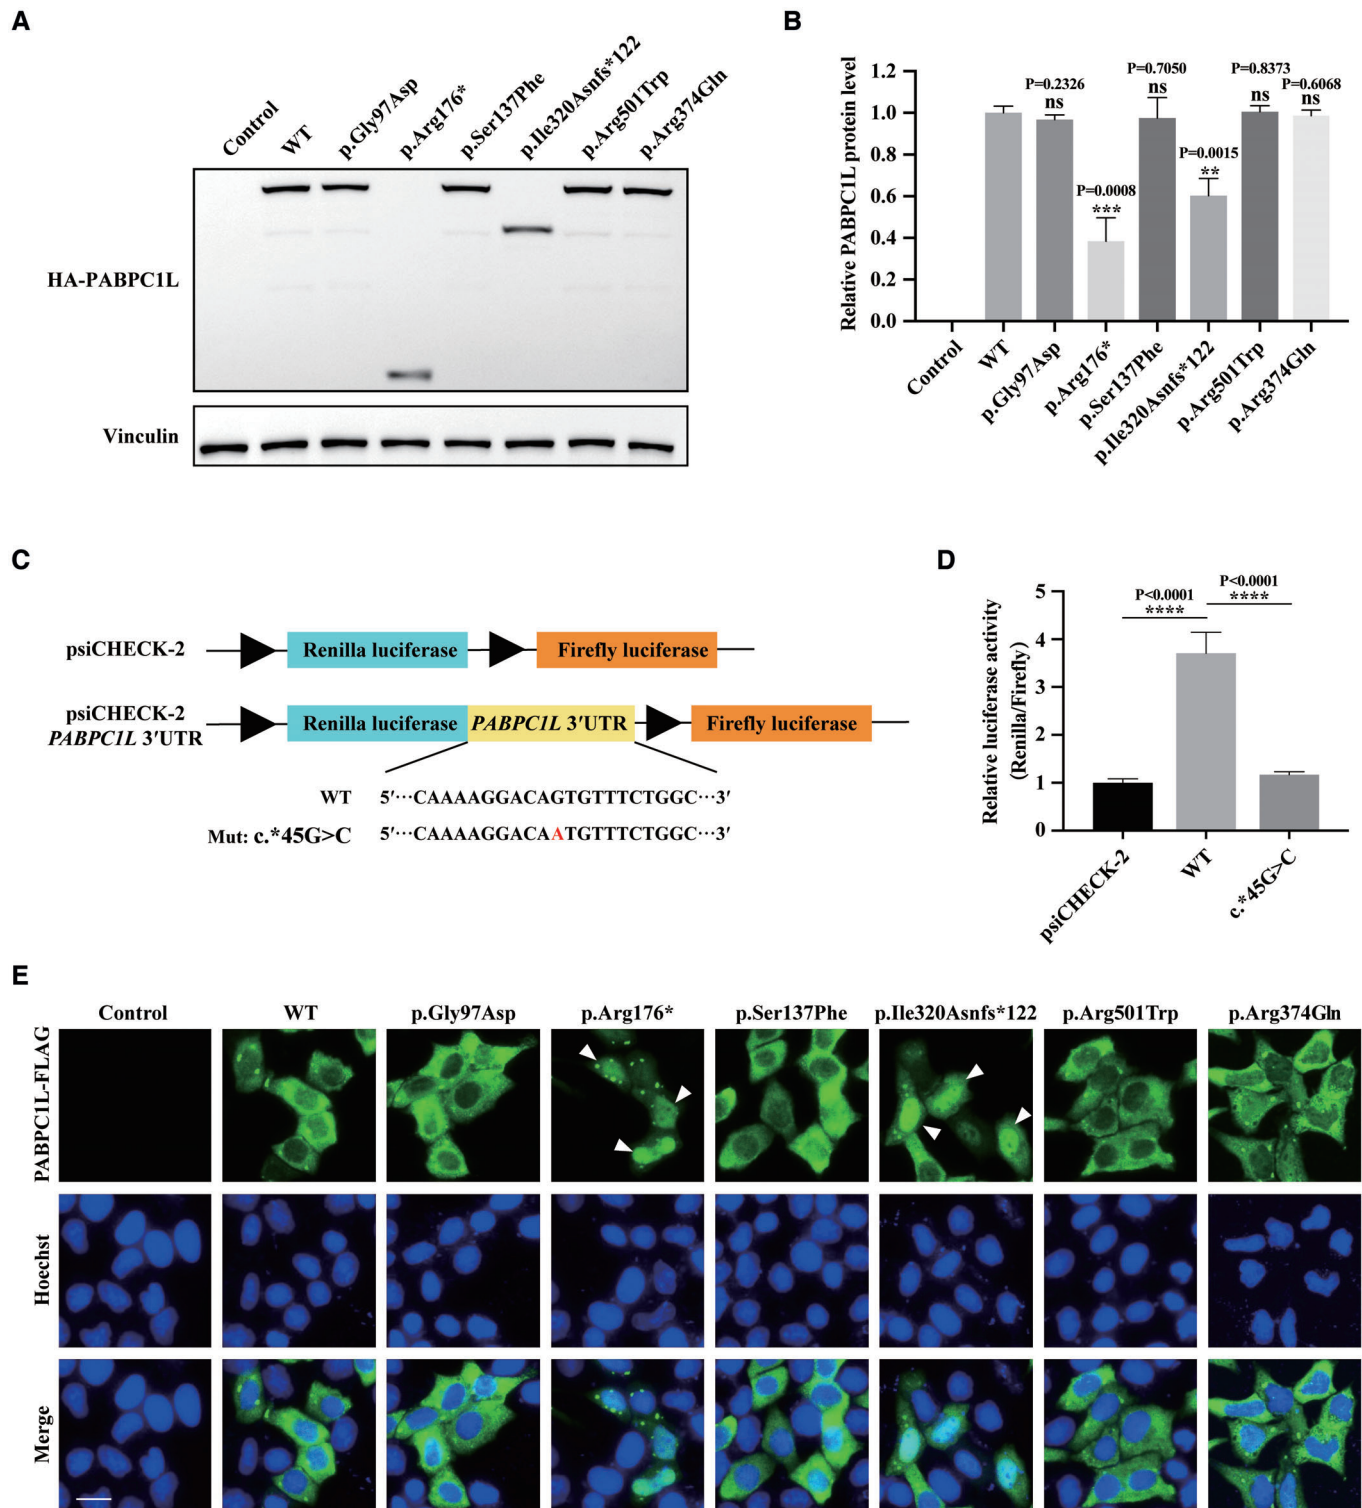 A
Control
WT
p.Gly97Asp
p.Arg176*
p.Ser137Phe
p.Ile320Asnfs*122
p.Arg501Trp
p.Arg374Gln
HA-PABPC1L
Vinculin
B
Relative PABPC1L protein level
1.2
1.0
0.8
0.6
0.4
0.2
0.0
P=0.2326
ns
P=0.0008
***
P=0.7050
ns
P=0.0015
**
P=0.8373
ns
P=0.6068
ns
Control
WT
p.Gly97Asp
p.Arg176*
p.Ser137Phe
p.Ile320Asnfs*122
p.Arg501Trp
p.Arg374Gln
C
psiCHECK-2
Renilla luciferase
Firefly luciferase
psiCHECK-2
PABPC1L 3′UTR
Renilla luciferase
PABPC1L 3′UTR
Firefly luciferase
WT 5′···CAAAAGGACAGTGTTTCTGGC···3′
Mut: c.*45G>C 5′···CAAAAGGACAATGTTTCTGGC···3′
D
Relative luciferase activity
(Renilla/Firefly)
5
4
3
2
1
0
P<0.0001
****
P<0.0001
****
psiCHECK-2
WT
c.*45G>C
E
Control
WT
p.Gly97Asp
p.Arg176*
p.Ser137Phe
p.Ile320Asnfs*122
p.Arg501Trp
p.Arg374Gln
PABPC1L-FLAG
Hoechst
Merge